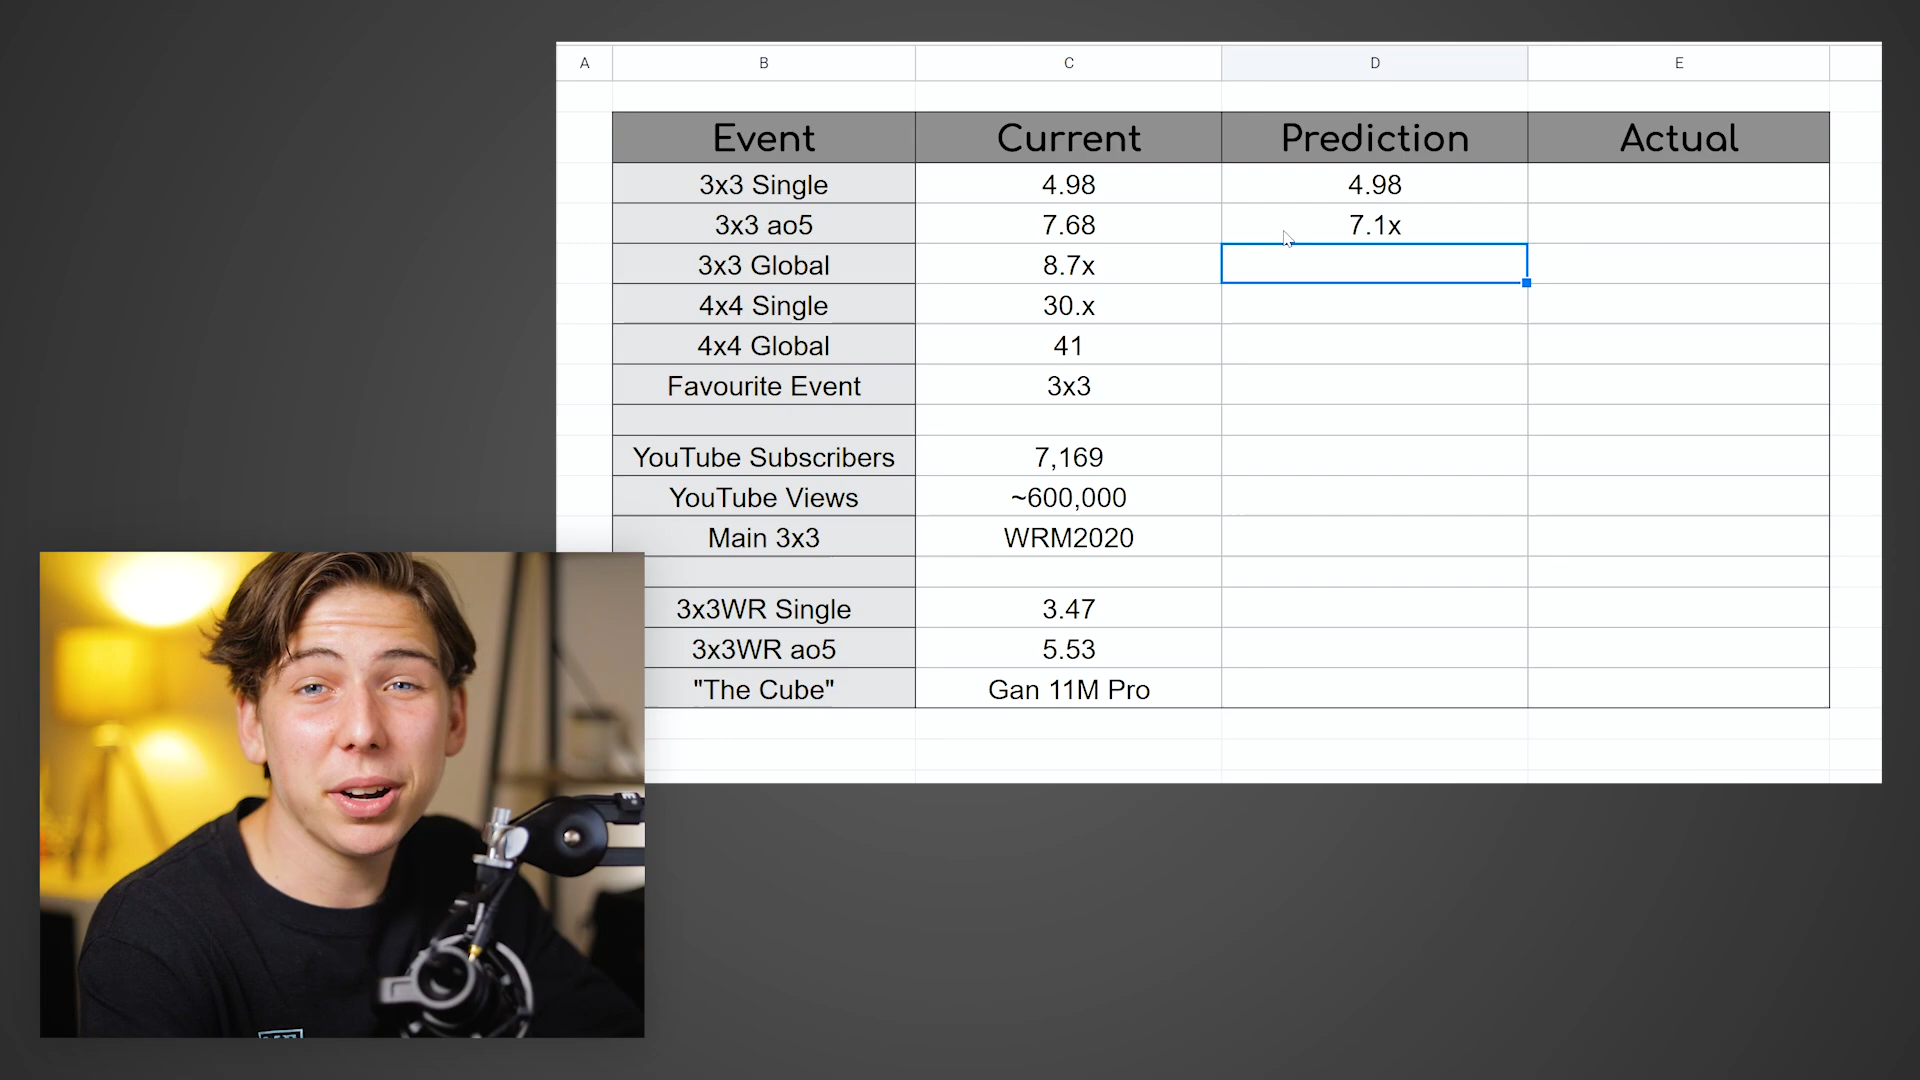 A B C D E
Event Current Prediction Actual
3x3 Single 4.98 4.98
3x3 ao5 7.68 7.1x
3x3 Global 8.7x
4x4 Single 30.x
4x4 Global 41
Favourite Event 3x3
YouTube Subscribers 7,169
YouTube Views ~600,000
Main 3x3 WRM2020
3x3WR Single 3.47
3x3WR ao5 5.53
"The Cube" Gan 11M Pro